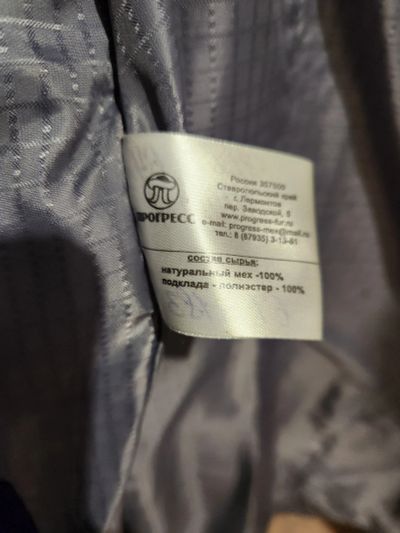 ПРОГРЕСС
Россия 357500
Ставропольский край
г. Лермонтов
пер. Заводской, 8
www.progress-fur.ru
e-mail: progress-mex@mail.ru
тел.: 8 (87935) 3-13-61
состав сырья:
натуральный мех -100%
подклада - полиэстер - 100%